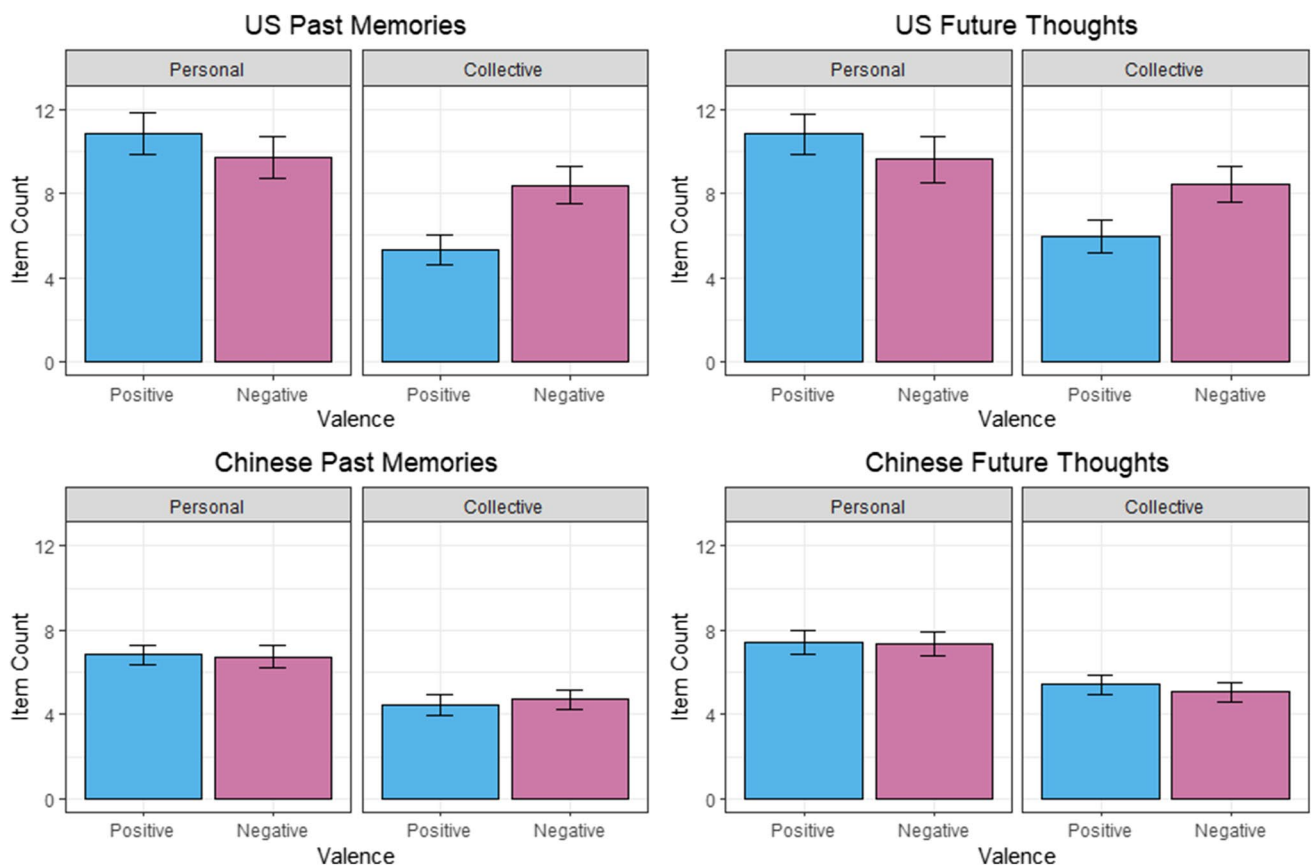 US Past Memories
Personal
Collective
12
8
4
0
Item Count
Positive
Negative
Positive
Negative
Valence
US Future Thoughts
Personal
Collective
12
8
4
0
Item Count
Positive
Negative
Positive
Negative
Valence
Chinese Past Memories
Personal
Collective
12
8
4
0
Item Count
Positive
Negative
Positive
Negative
Valence
Chinese Future Thoughts
Personal
Collective
12
8
4
0
Item Count
Positive
Negative
Positive
Negative
Valence